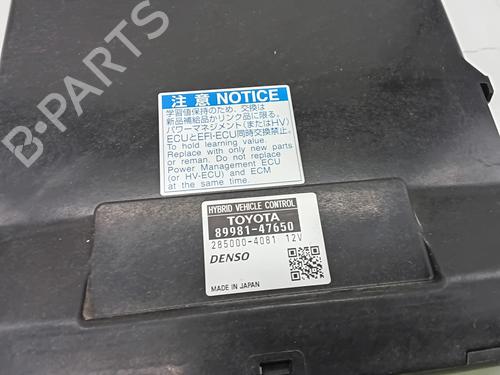 B-PARTS
注意 NOTICE
学習値保持のため、交換は
新品補給品かリンク品に限る。
パワーマネジメント(またはHV)
ECUとEFI-ECU同時交換禁止。
To hold learning value,
Replace with only new parts
or reman. Do not replace
Power Management ECU
(or HV-ECU) and ECM
at the same time.
HYBRID VEHICLE CONTROL
TOYOTA
89981-47650
285000-4081 12V
DENSO
MADE IN JAPAN